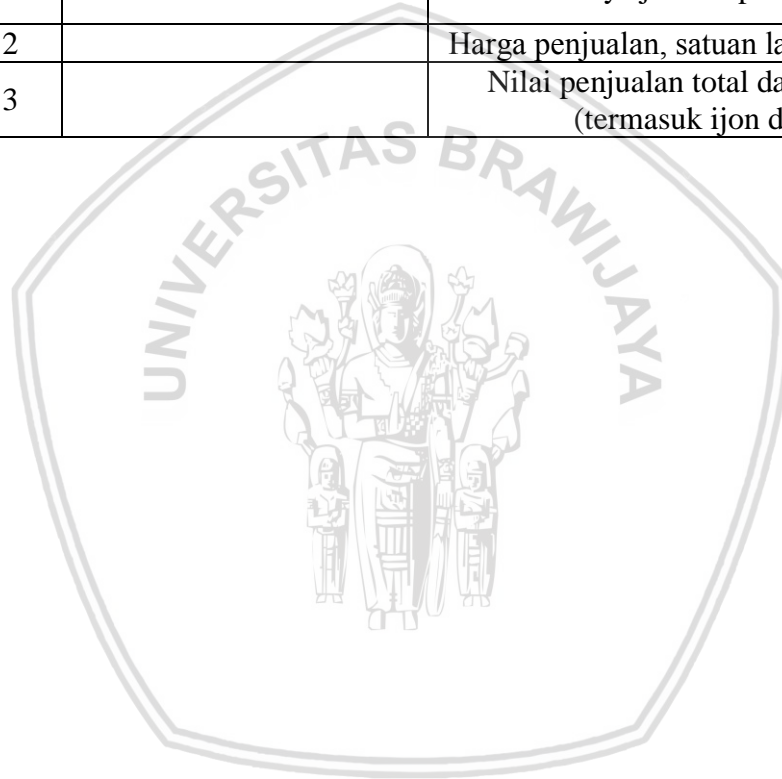 2 Harga penjualan, satuan la
3 Nilai penjualan total da
(termasuk ijon d
UNIVERSITAS BRAWIJAYA